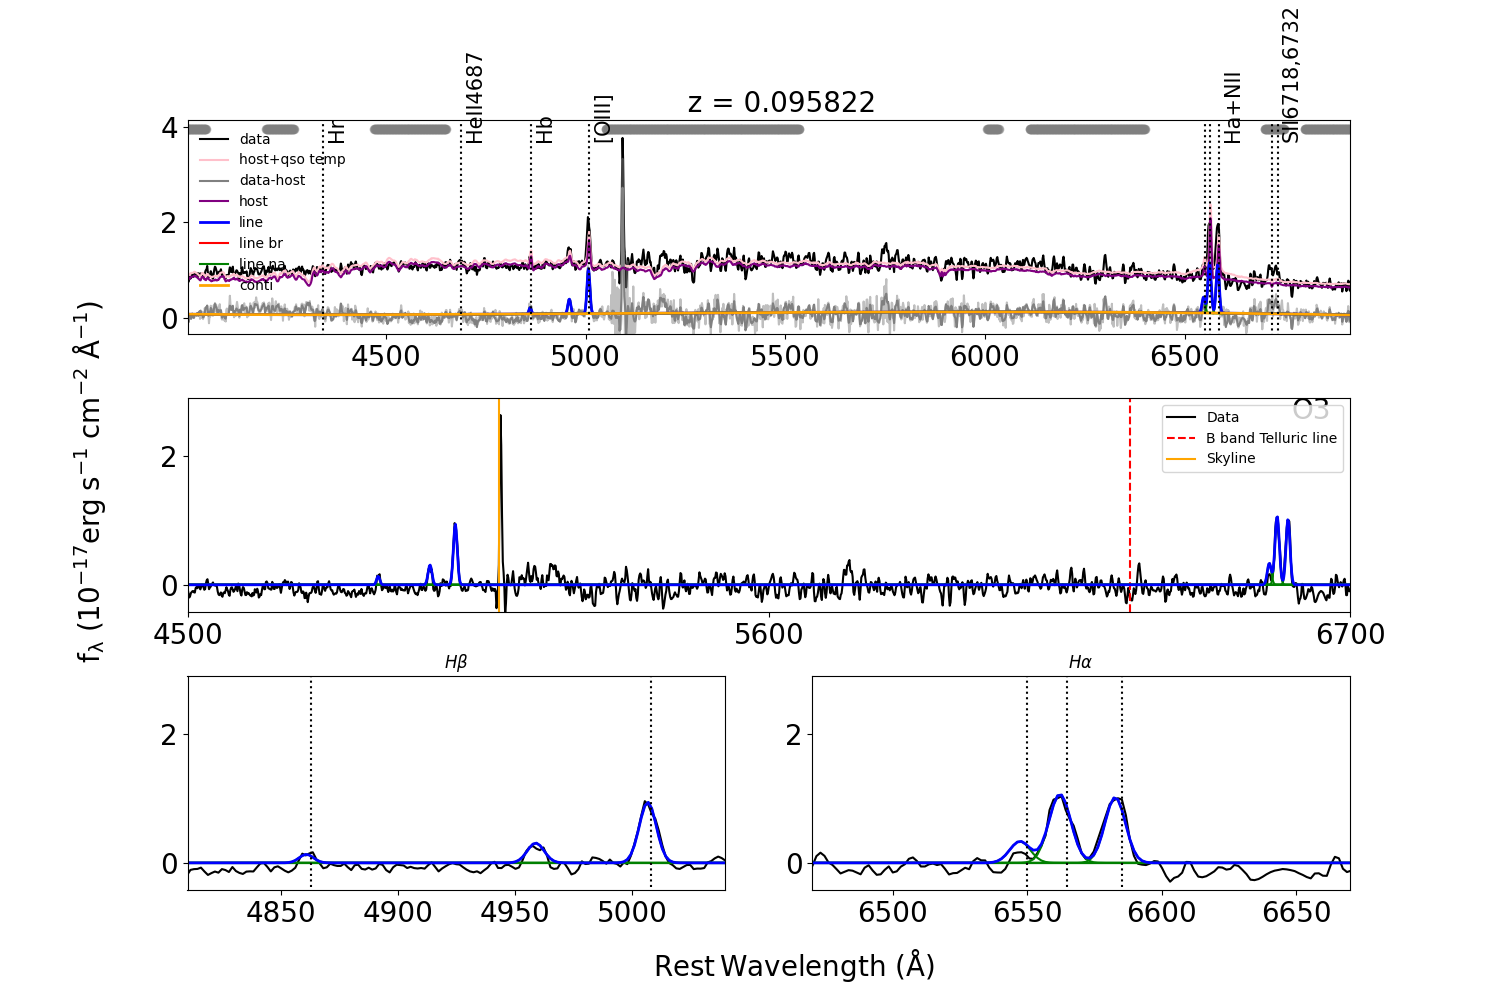 z = 0.095822
Hr
HeII4687
Hb
[OIII]
Ha+NII
SII6718,6732
4
2
0
data
host+qso temp
data-host
host
line
line br
line na
conti
4500
5000
5500
6000
6500
O3
Data
B band Telluric line
Skyline
2
0
4500
5600
6700
fλ (10⁻¹⁷erg s⁻¹ cm⁻² Å⁻¹)
Hβ
2
0
4850
4900
4950
5000
Hα
2
0
6500
6550
6600
6650
Rest Wavelength (Å)